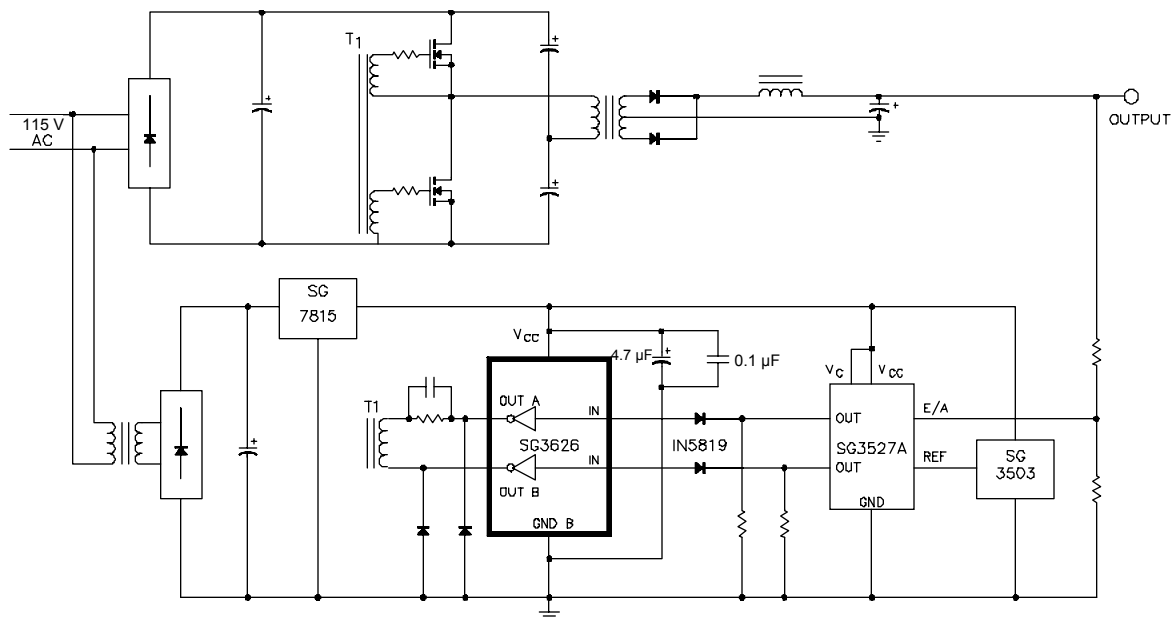 T1
115 V
AC
OUTPUT
SG
7815
VCC
4.7 µF
0.1 µF
VC
VCC
T1
OUT A
IN
OUT
E/A
SG3626
IN5819
SG3527A
IN
OUT
REF
SG
3503
OUT B
GND B
GND